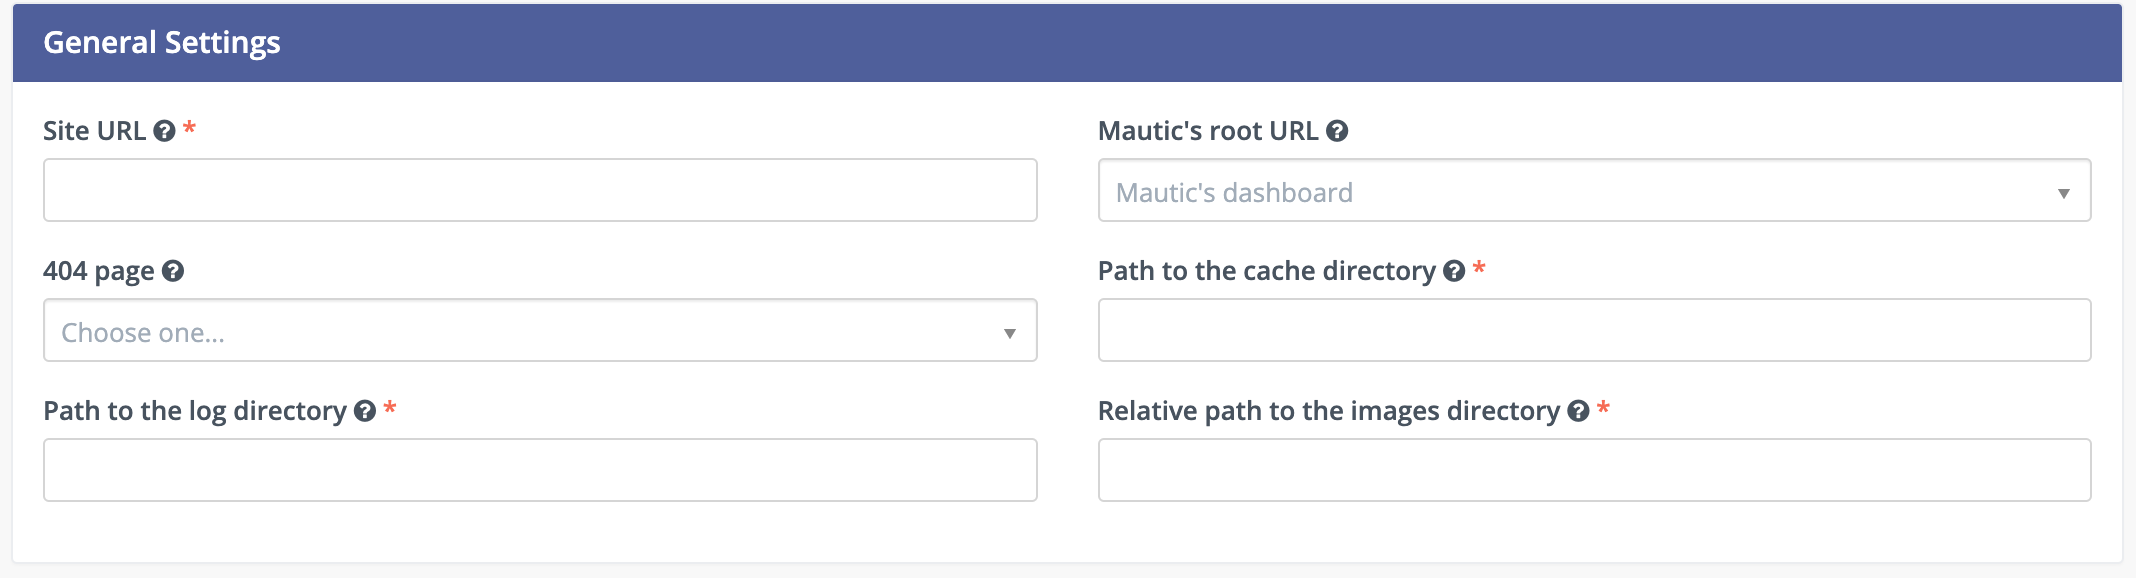 General Settings
Site URL ? *
Mautic's root URL ?
Mautic's dashboard
404 page ?
Choose one...
Path to the cache directory ? *
Path to the log directory ? *
Relative path to the images directory ? *